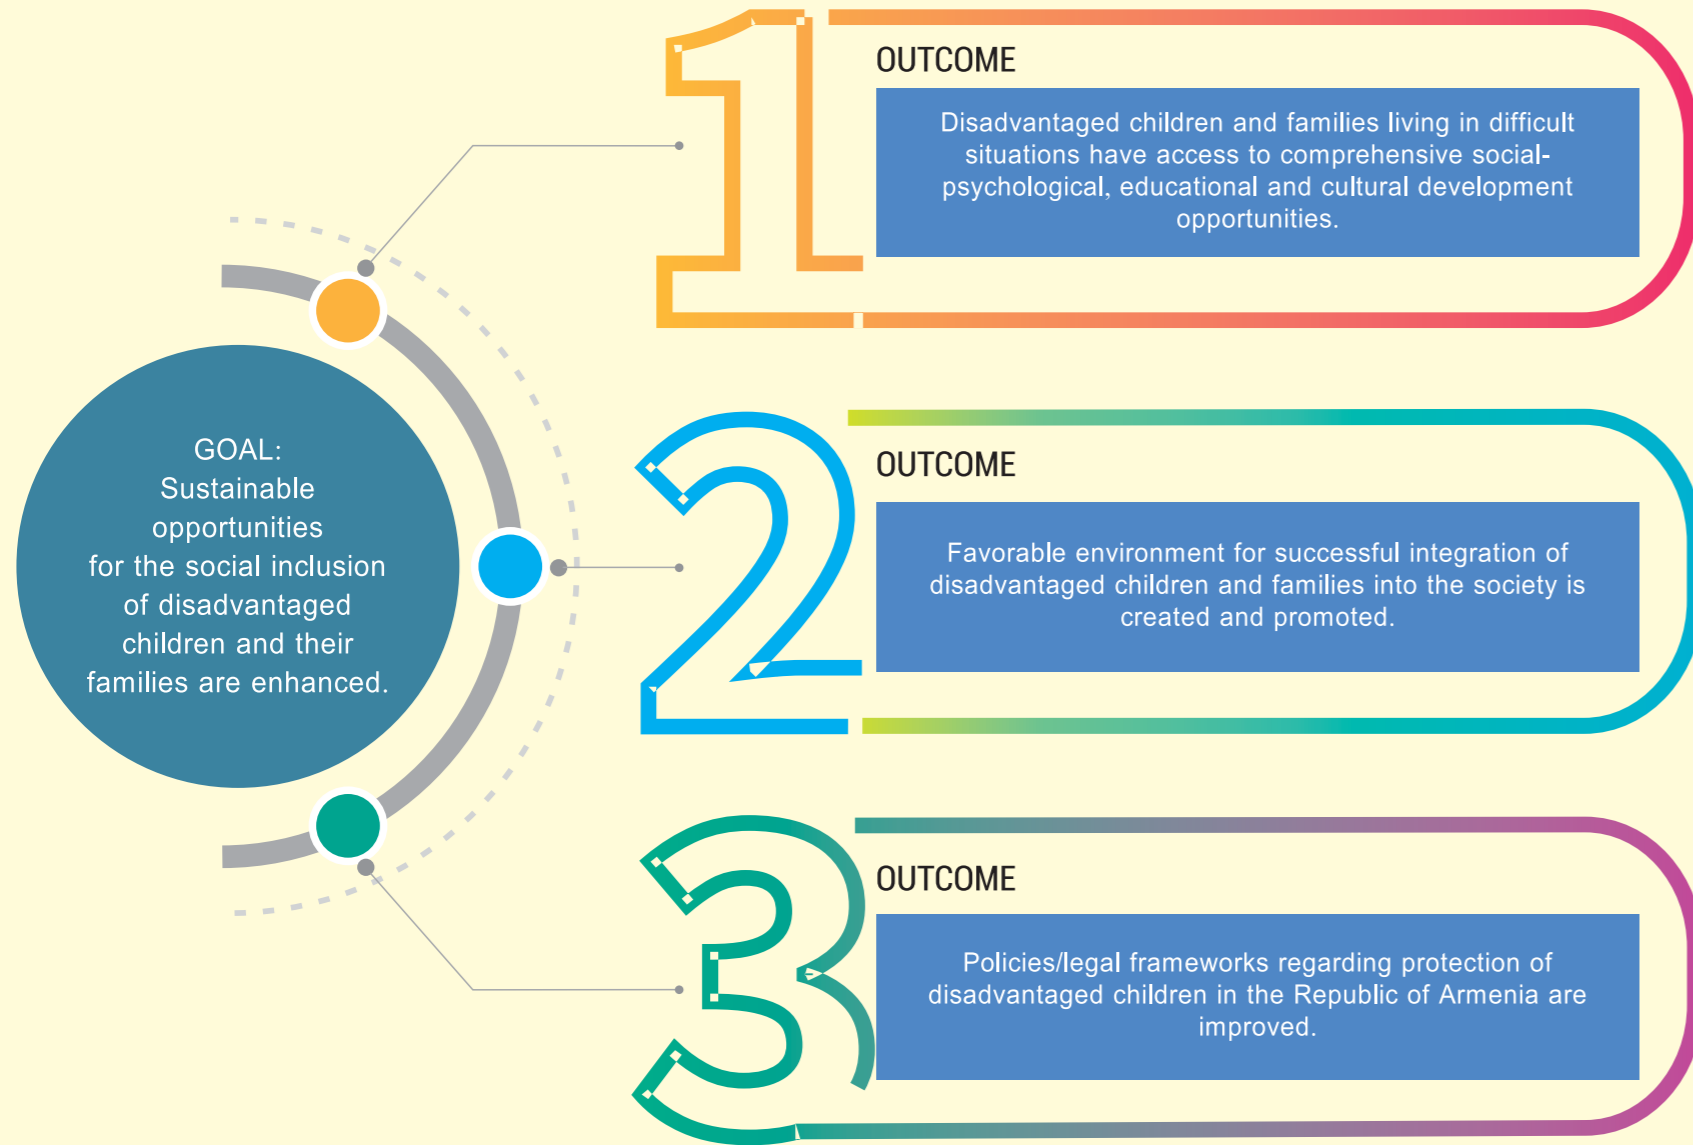 GOAL:
Sustainable
opportunities
for the social inclusion
of disadvantaged
children and their
families are enhanced.
1
OUTCOME
Disadvantaged children and families living in difficult
situations have access to comprehensive social-
psychological, educational and cultural development
opportunities.
2
OUTCOME
Favorable environment for successful integration of
disadvantaged children and families into the society is
created and promoted.
3
OUTCOME
Policies/legal frameworks regarding protection of
disadvantaged children in the Republic of Armenia are
improved.